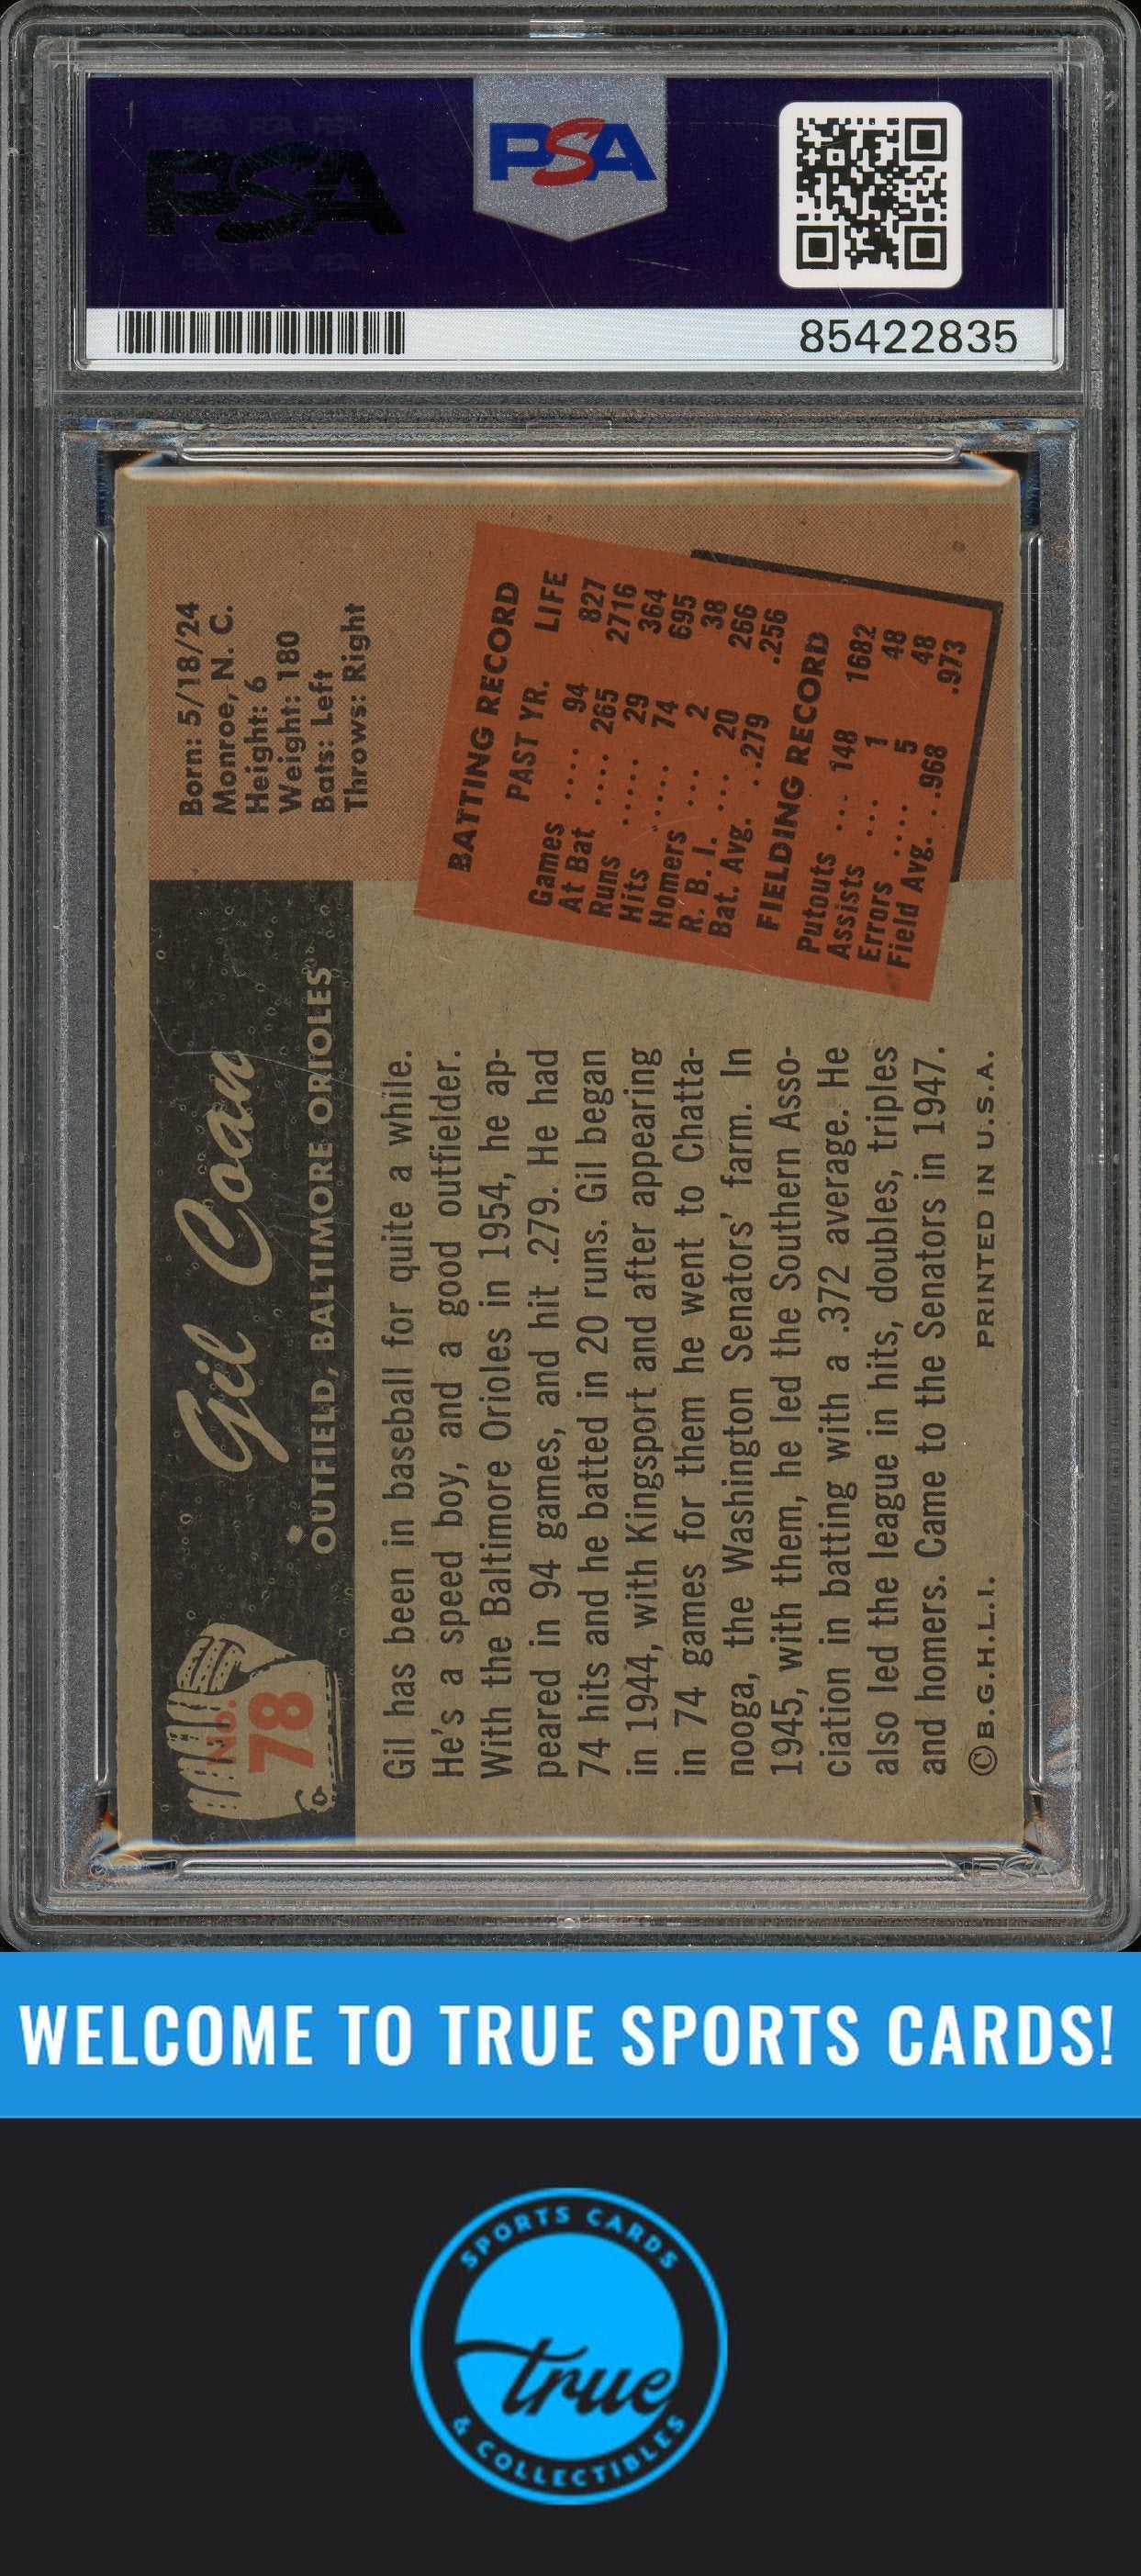 PSA PSA PSA
PSA
PSA PSA PSA
PSA
85422835
No.
78
Gil Coan
OUTFIELD, BALTIMORE ORIOLES
Born: 5/18/24
Monroe, N. C.
Height: 6
Weight: 180
Bats: Left
Throws: Right
Gil has been in baseball for quite a while.
He's a speed boy, and a good outfielder.
With the Baltimore Orioles in 1954, he ap-
peared in 94 games, and hit .279. He had
74 hits and he batted in 20 runs. Gil began
in 1944, with Kingsport and after appearing
in 74 games for them he went to Chatta-
nooga, the Washington Senators' farm. In
1945, with them, he led the Southern Asso-
ciation in batting with a .372 average. He
also led the league in hits, doubles, triples
and homers. Came to the Senators in 1947.
© B.G.H.L.I. PRINTED IN U.S.A.
BATTING RECORD
PAST YR. LIFE
Games .... 94 827
At Bat .... 265 2716
Runs ..... 29 364
Hits ..... 74 695
Homers ... 2 38
R. B. I. ... 20 266
Bat. Avg. . .279 .256
FIELDING RECORD
Putouts ... 148 1682
Assists ... 1 48
Errors .... 5 48
Field Avg. . .968 .973
WELCOME TO TRUE SPORTS CARDS!
SPORTS CARDS
true
& COLLECTIBLES